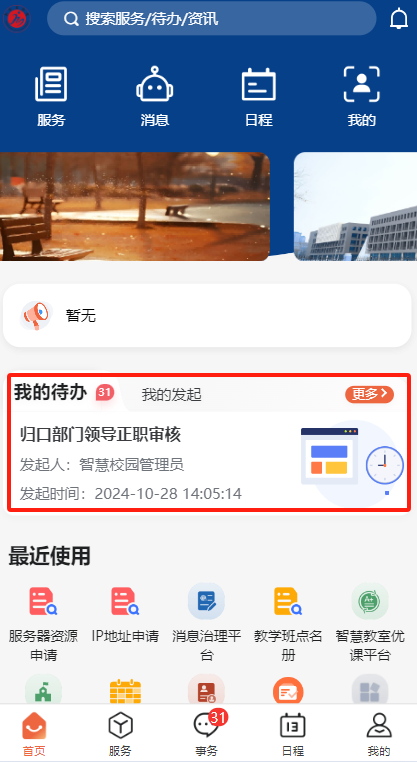 搜索服务/待办/资讯
服务 消息 日程 我的
暂无
我的待办 31 我的发起 更多
归口部门领导正职审核
发起人：智慧校园管理员
发起时间：2024-10-28 14:05:14
最近使用
服务器资源 IP地址申请 消息治理平 教学班点名 智慧教室优
申请 台 册 课平台
31
13
首页 服务 事务 日程 我的